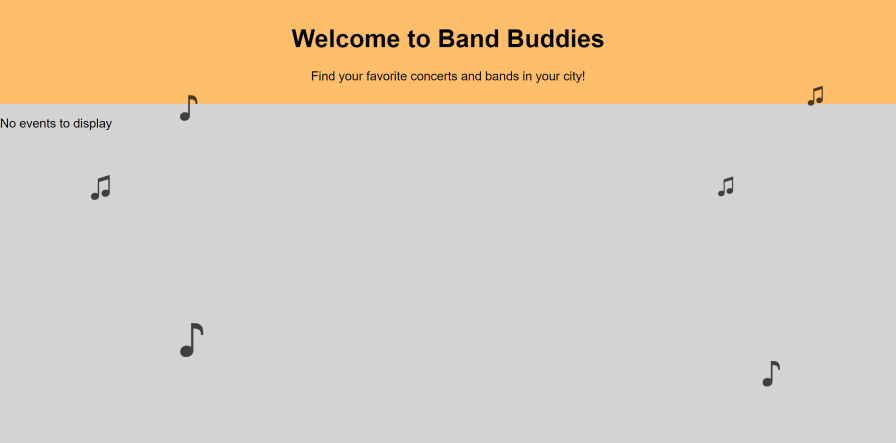 Welcome to Band Buddies
Find your favorite concerts and bands in your city!
No events to display